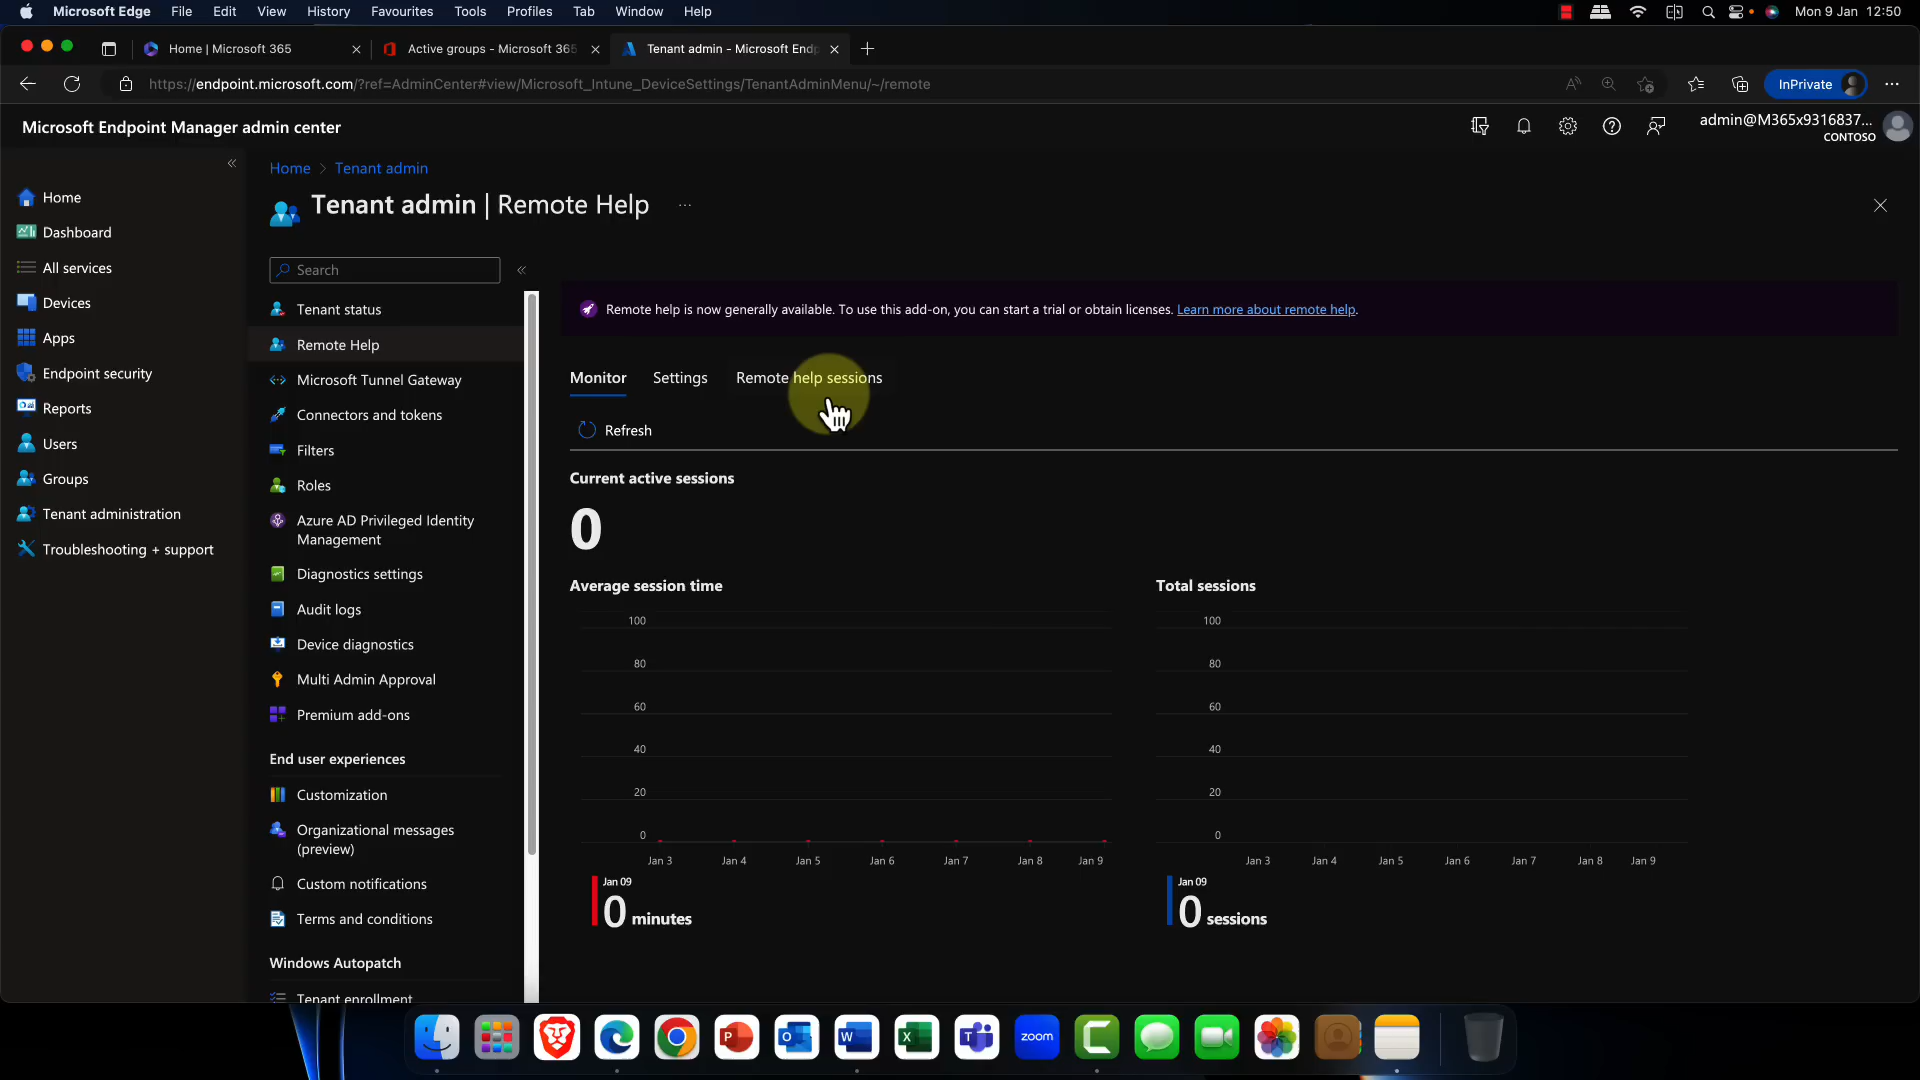 Microsoft Edge File Edit View History Favourites Tools Profiles Tab Window Help Mon 9 Jan 12:50
Home | Microsoft 365 Active groups - Microsoft 365 Tenant admin - Microsoft Endp
https://endpoint.microsoft.com/?ref=AdminCenter#view/Microsoft_Intune_DeviceSettings/TenantAdminMenu/~/remote InPrivate
Microsoft Endpoint Manager admin center
admin@M365x9316837...
CONTOSO
Home
Dashboard
All services
Devices
Apps
Endpoint security
Reports
Users
Groups
Tenant administration
Troubleshooting + support
Home > Tenant admin
Tenant admin | Remote Help ...
Search
Tenant status
Remote Help
Microsoft Tunnel Gateway
Connectors and tokens
Filters
Roles
Azure AD Privileged Identity
Management
Diagnostics settings
Audit logs
Device diagnostics
Multi Admin Approval
Premium add-ons
End user experiences
Customization
Organizational messages
(preview)
Custom notifications
Terms and conditions
Windows Autopatch
Tenant enrollment
Remote help is now generally available. To use this add-on, you can start a trial or obtain licenses. Learn more about remote help.
Monitor Settings Remote help sessions
Refresh
Current active sessions
0
Average session time
100
80
60
40
20
0
Jan 3 Jan 4 Jan 5 Jan 6 Jan 7 Jan 8 Jan 9
Jan 09
0 minutes
Total sessions
100
80
60
40
20
0
Jan 3 Jan 4 Jan 5 Jan 6 Jan 7 Jan 8 Jan 9
Jan 09
0 sessions
zoom